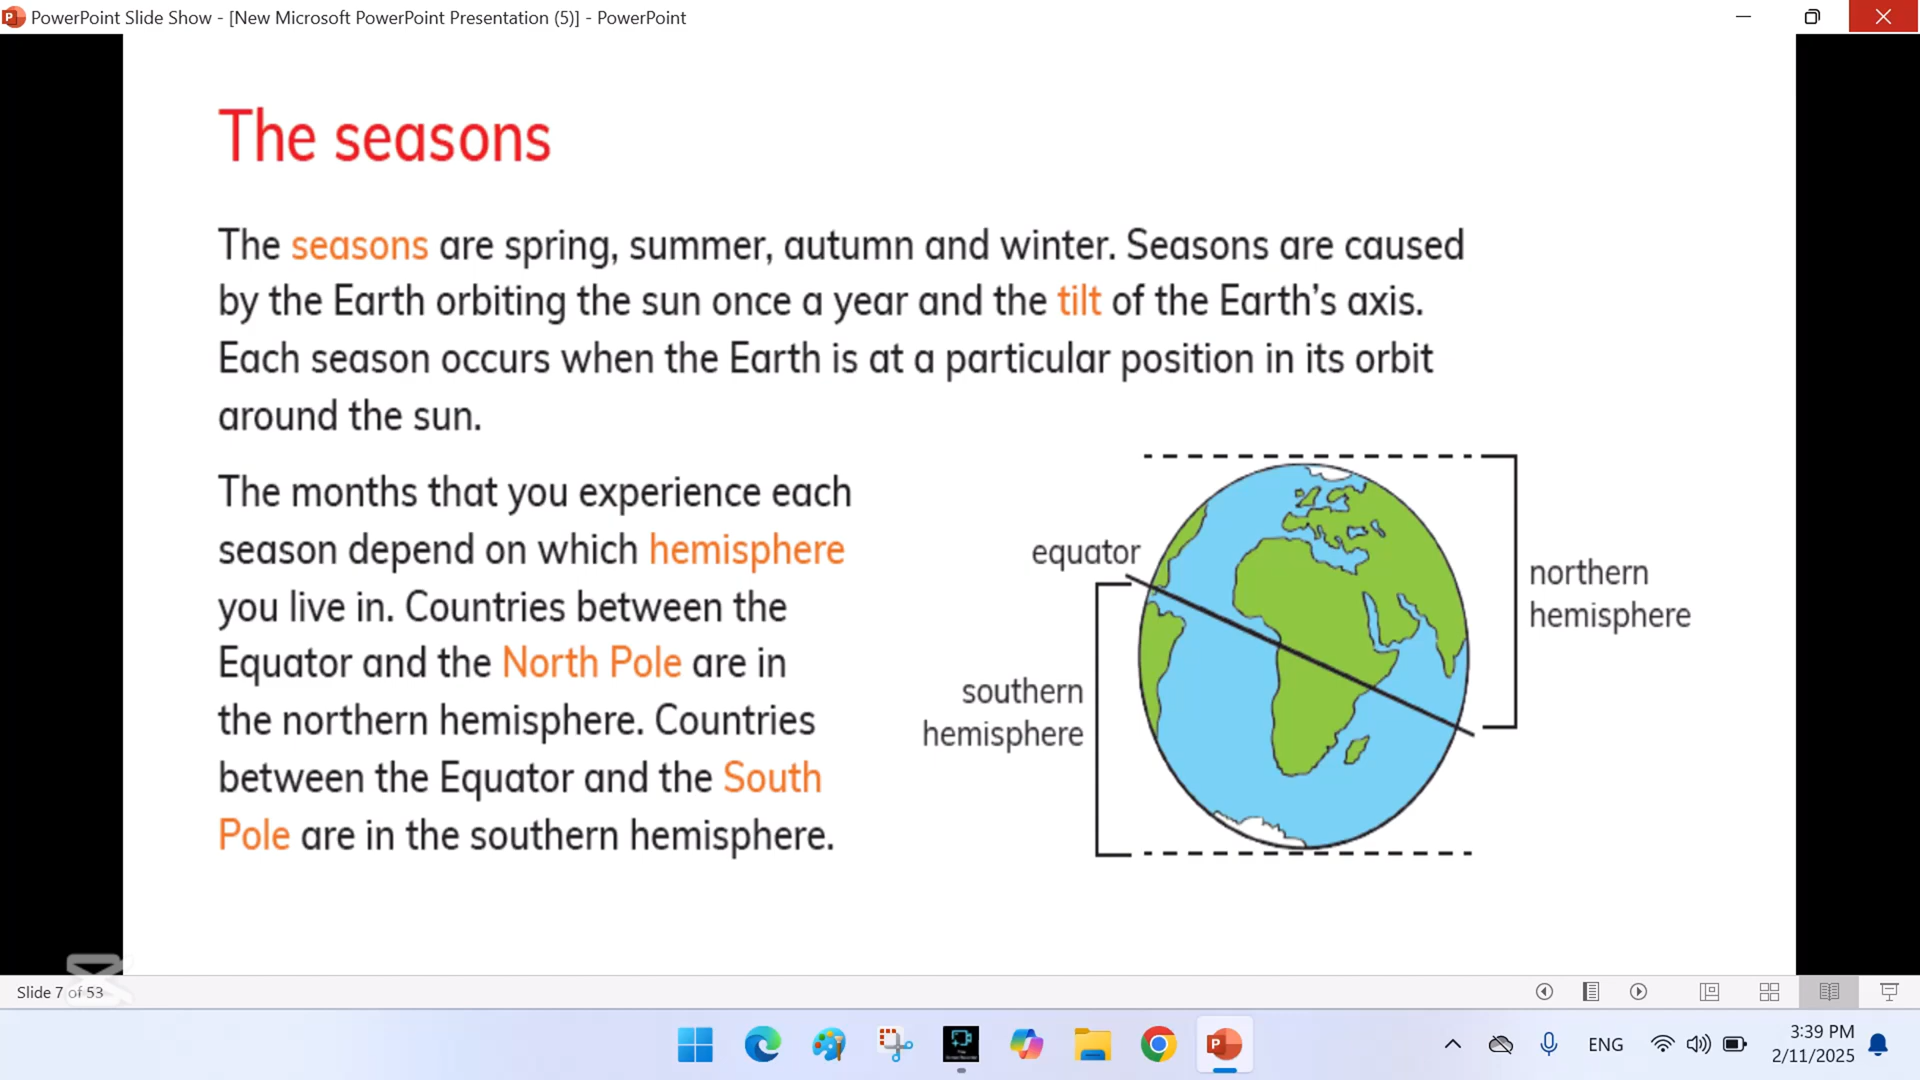 PowerPoint Slide Show - [New Microsoft PowerPoint Presentation (5)] - PowerPoint
The seasons
The seasons are spring, summer, autumn and winter. Seasons are caused
by the Earth orbiting the sun once a year and the tilt of the Earth's axis.
Each season occurs when the Earth is at a particular position in its orbit
around the sun.
The months that you experience each
season depend on which hemisphere
you live in. Countries between the
Equator and the North Pole are in
the northern hemisphere. Countries
between the Equator and the South
Pole are in the southern hemisphere.
equator
northern
hemisphere
southern
hemisphere
Slide 7 of 53
ENG
3:39 PM
2/11/2025